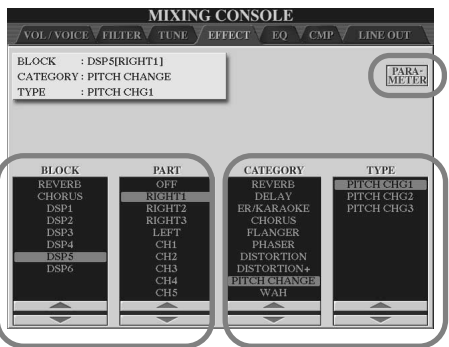 MIXING CONSOLE
VOL/VOICE FILTER TUNE EFFECT EQ CMP LINE OUT
BLOCK : DSP5[RIGHT1]
CATEGORY : PITCH CHANGE
TYPE : PITCH CHG1
PARA-
METER
BLOCK PART CATEGORY TYPE
REVERB OFF REVERB PITCH CHG1
CHORUS RIGHT1 DELAY PITCH CHG2
DSP1 RIGHT2 ER/KARAOKE PITCH CHG3
DSP2 RIGHT3 CHORUS
DSP3 LEFT FLANGER
DSP4 CH1 PHASER
DSP5 CH2 DISTORTION
DSP6 CH3 DISTORTION+
CH4 PITCH CHANGE
CH5 WAH